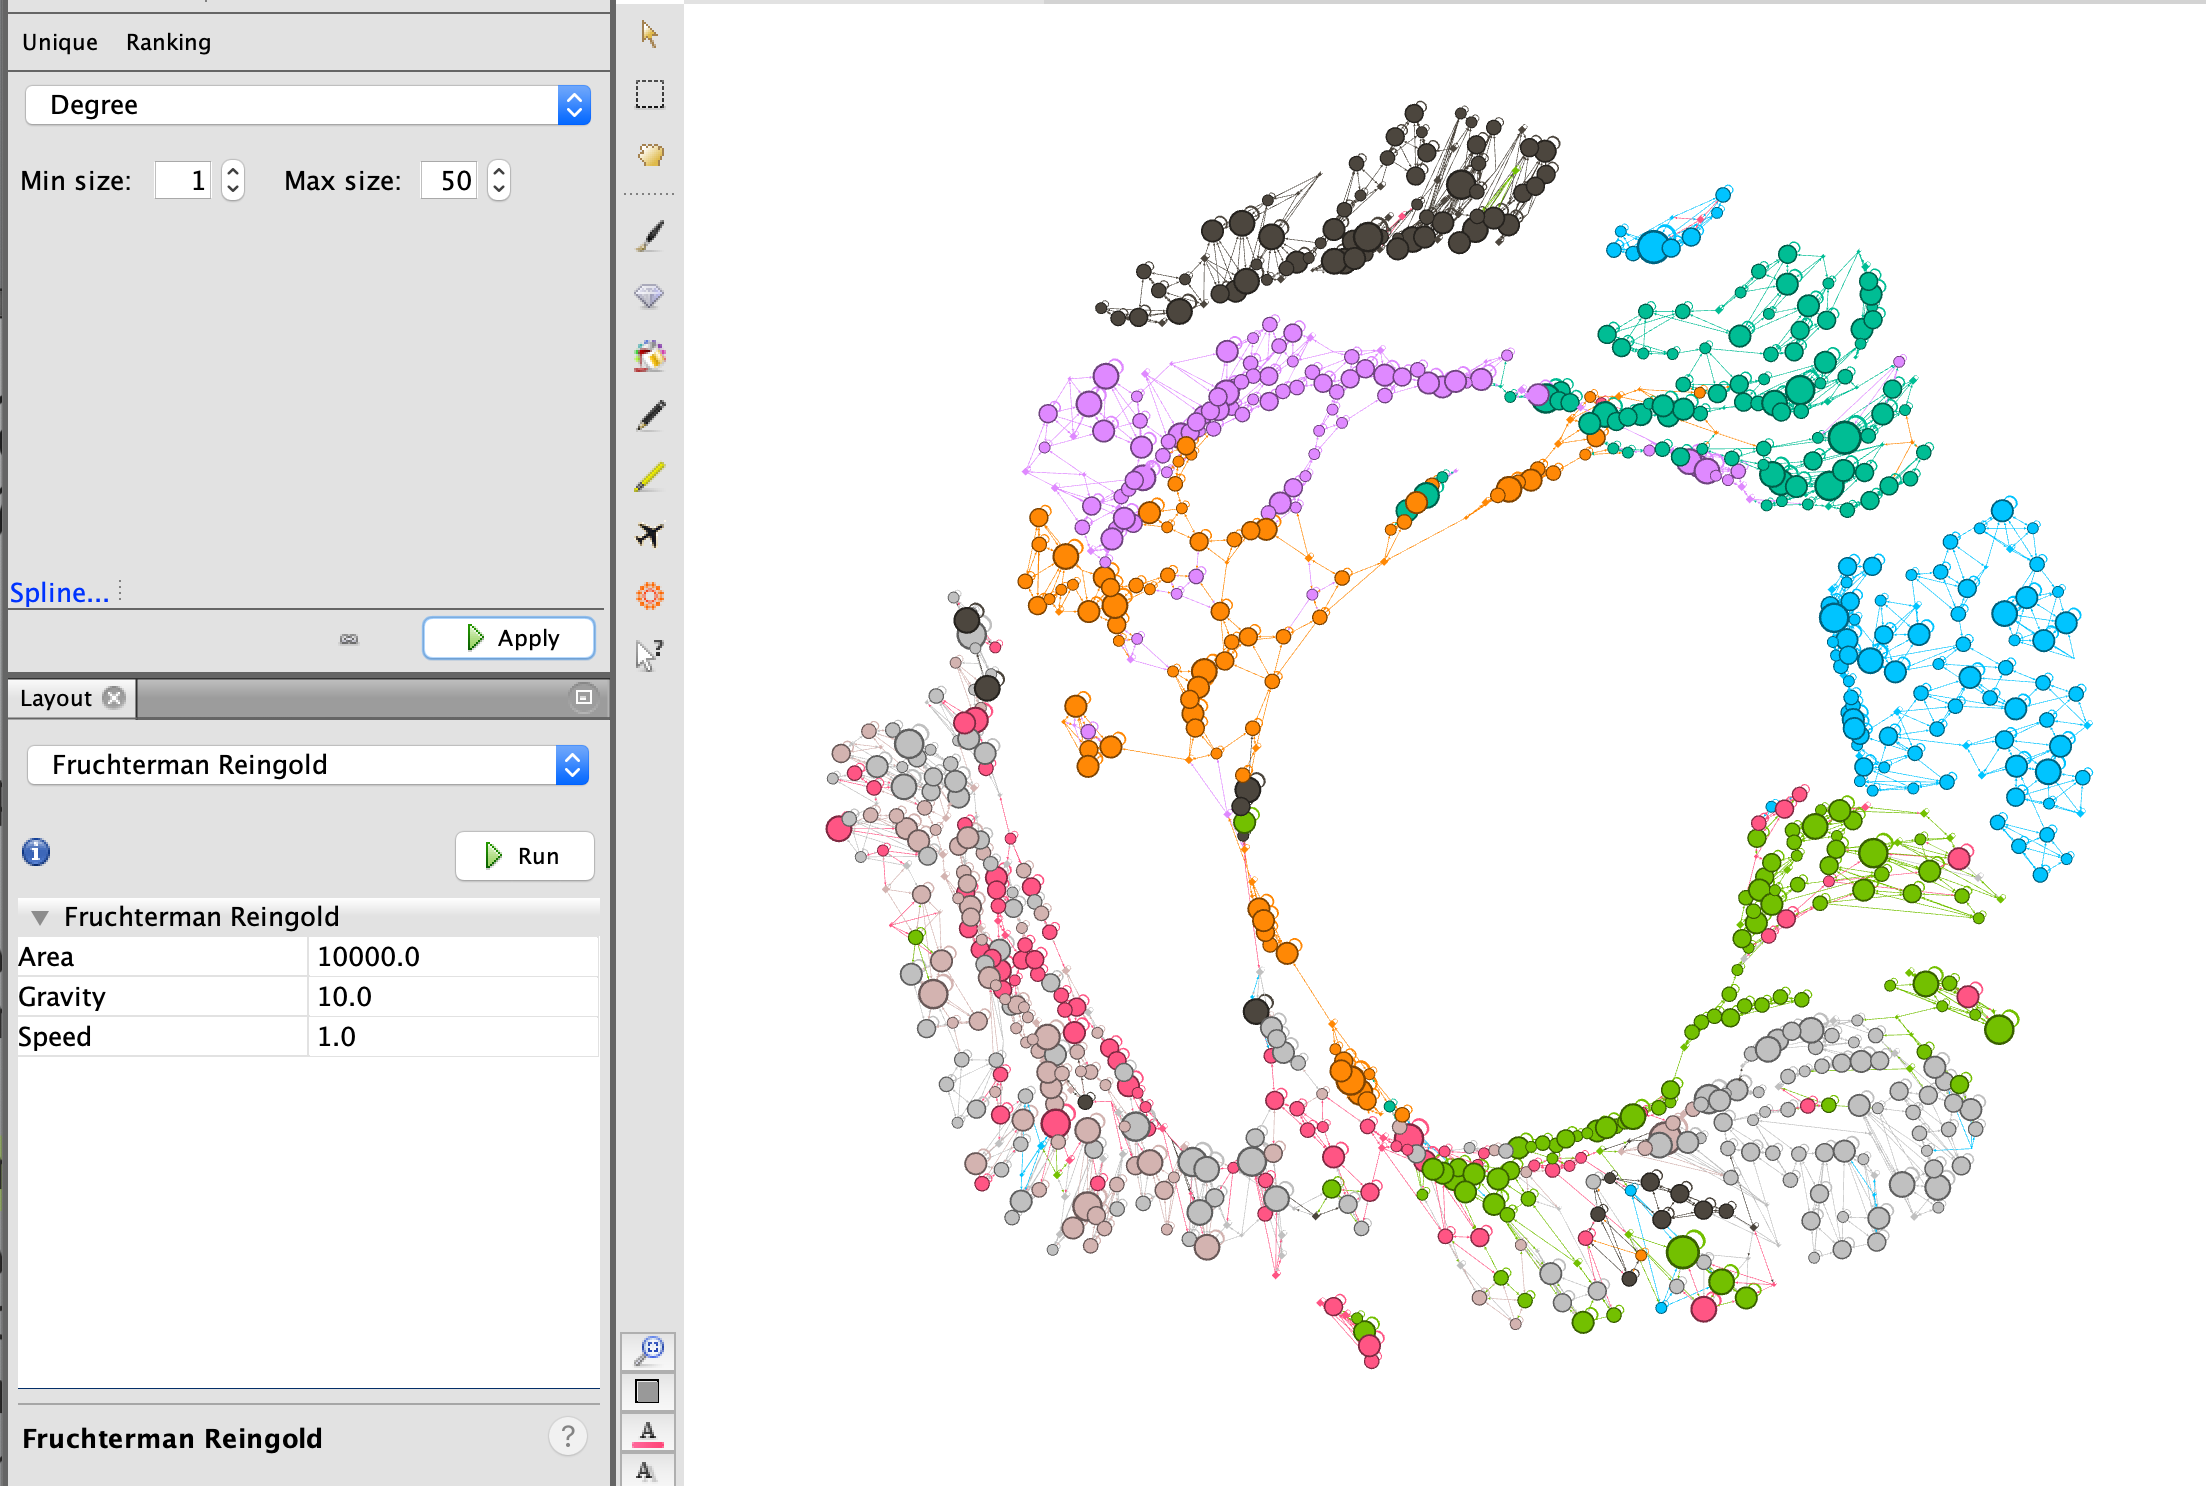 Unique Ranking
Degree
Min size: 1 Max size: 50
Spline...
Apply
Layout
Fruchterman Reingold
Run
Fruchterman Reingold
Area 10000.0
Gravity 10.0
Speed 1.0
Fruchterman Reingold ?
A
A